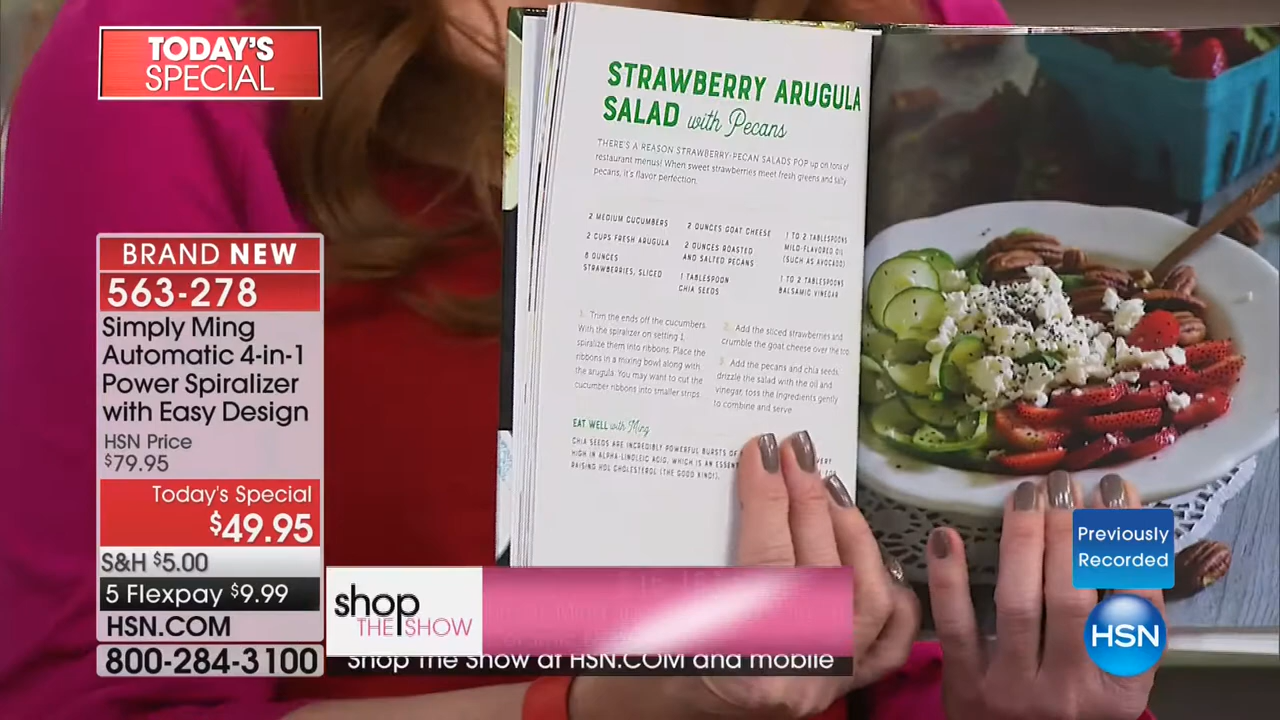 TODAY'S
SPECIAL
BRAND NEW
563-278
Simply Ming
Automatic 4-in-1
Power Spiralizer
with Easy Design
HSN Price
$79.95
Today's Special
$49.95
S&H $5.00
5 Flexpay $9.99
HSN.COM
800-284-3100
shop
THE SHOW
Shop The Show at HSN.COM and mobile
Previously
Recorded
HSN
STRAWBERRY ARUGULA
SALAD with Pecans
THERE'S A REASON STRAWBERRY-PECAN SALADS POP up on tons of
restaurant menus! When sweet strawberries meet fresh greens and salty
pecans, it's flavor perfection.
2 MEDIUM CUCUMBERS
2 CUPS FRESH ARUGULA
8 OUNCES
STRAWBERRIES, SLICED
2 OUNCES GOAT CHEESE
2 OUNCES ROASTED
AND SALTED PECANS
1 TABLESPOON
CHIA SEEDS
1 TO 2 TABLESPOONS
MILD-FLAVORED OIL
(SUCH AS AVOCADO)
1 TO 2 TABLESPOONS
BALSAMIC VINEGAR
1 Trim the ends off the cucumbers.
With the spiralizer on setting 1,
spiralize them into ribbons. Place the
ribbons in a mixing bowl along with
the arugula. You may want to cut the
cucumber ribbons into smaller strips.
2 Add the sliced strawberries and
crumble the goat cheese over the top.
3 Add the pecans and chia seeds,
drizzle the salad with the oil and
vinegar, toss the ingredients gently
to combine and serve.
EAT WELL with Ming
CHIA SEEDS ARE INCREDIBLY POWERFUL BURSTS OF VERY
HIGH IN ALPHA-LINOLEIC ACID, WHICH IS AN FOR
RAISING HDL CHOLESTEROL (THE GOOD KIND!).